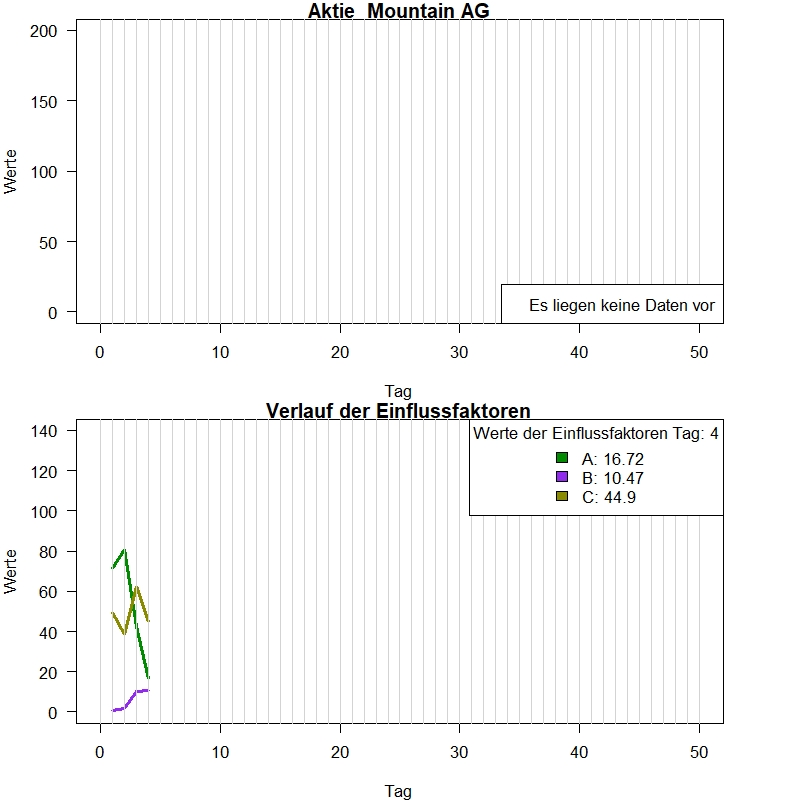 Aktie  Mountain AG
Werte
200
150
100
50
0
Es liegen keine Daten vor
0 10 20 30 40 50
Tag
Verlauf der Einflussfaktoren
Werte
140
120
100
80
60
40
20
0
Werte der Einflussfaktoren Tag: 4
A: 16.72
B: 10.47
C: 44.9
0 10 20 30 40 50
Tag